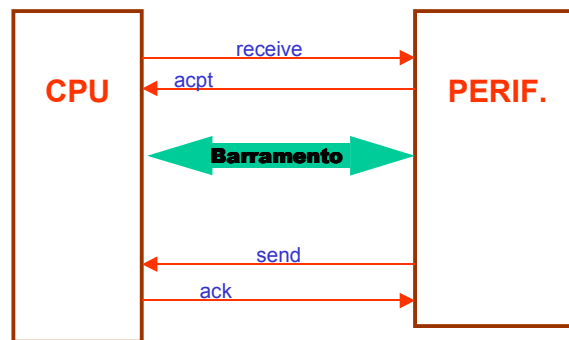 receive
acpt
CPU
PERIF.
Barramento
send
ack